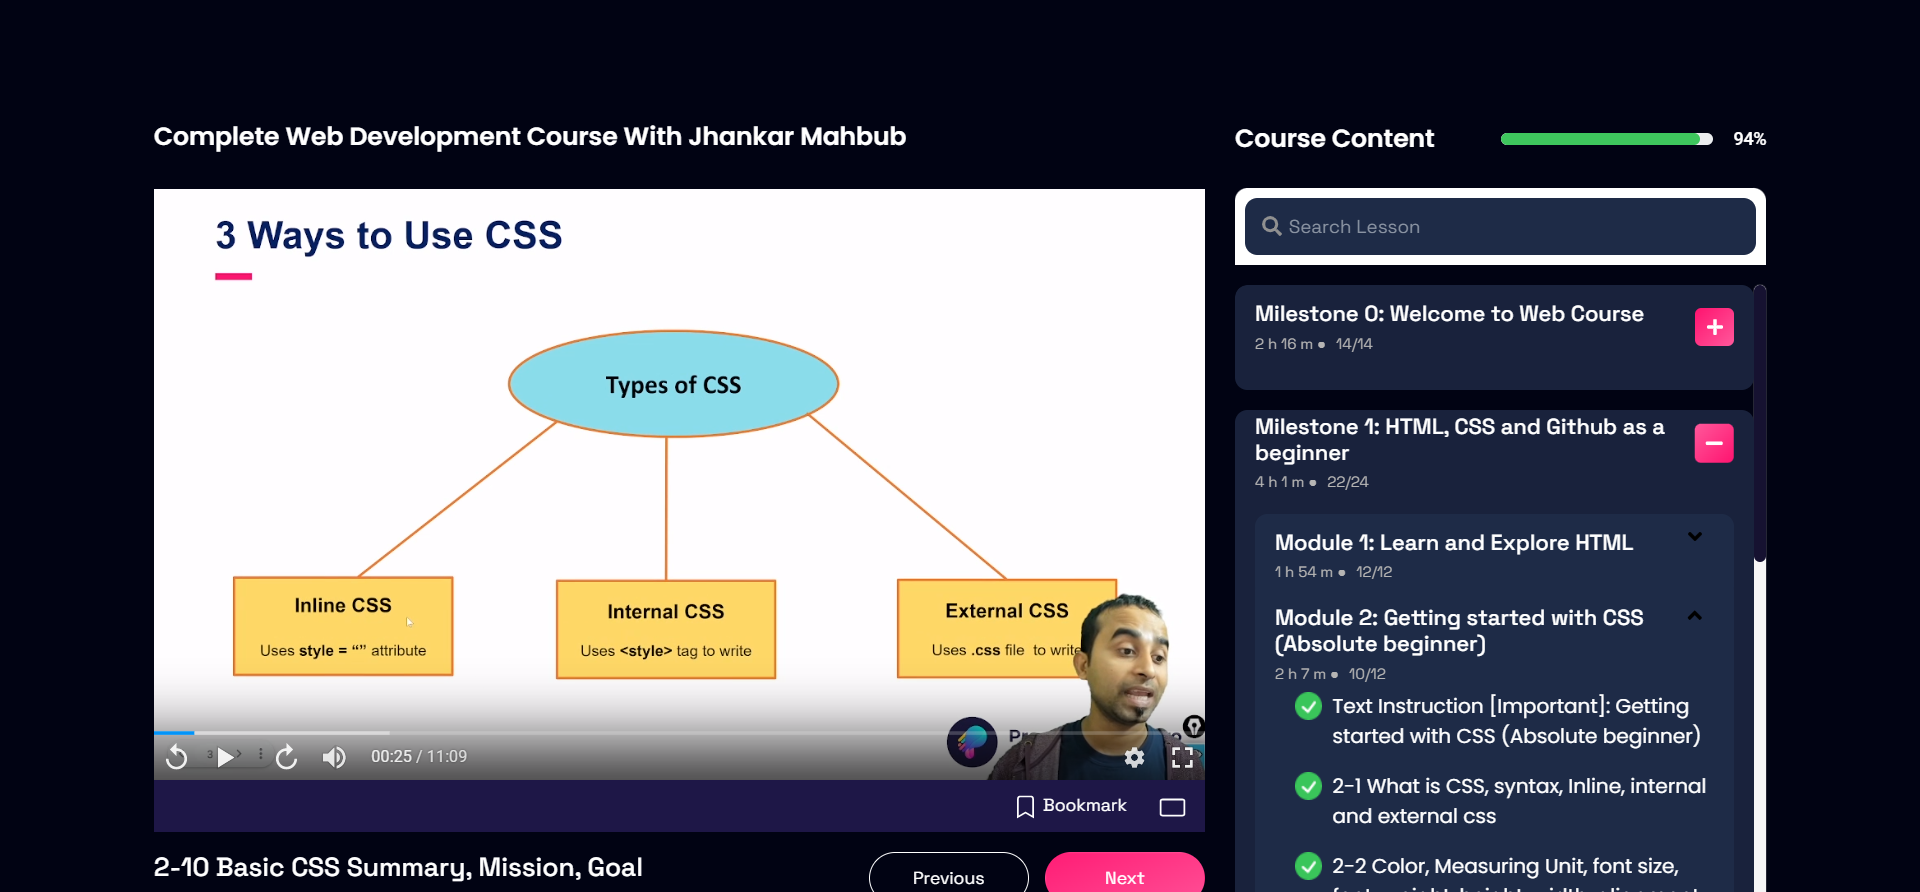 Complete Web Development Course With Jhankar Mahbub
3 Ways to Use CSS
Types of CSS
Inline CSS
Uses style = “” attribute
Internal CSS
Uses <style> tag to write
External CSS
Uses .css file to write
00:25 / 11:09
Bookmark
2-10 Basic CSS Summary, Mission, Goal
Previous
Next
Course Content
94%
Search Lesson
Milestone 0: Welcome to Web Course
2 h 16 m ● 14/14
Milestone 1: HTML, CSS and Github as a
beginner
4 h 1 m ● 22/24
Module 1: Learn and Explore HTML
1 h 54 m ● 12/12
Module 2: Getting started with CSS
(Absolute beginner)
2 h 7 m ● 10/12
Text Instruction [Important]: Getting
started with CSS (Absolute beginner)
2-1 What is CSS, syntax, Inline, internal
and external css
2-2 Color, Measuring Unit, font size,